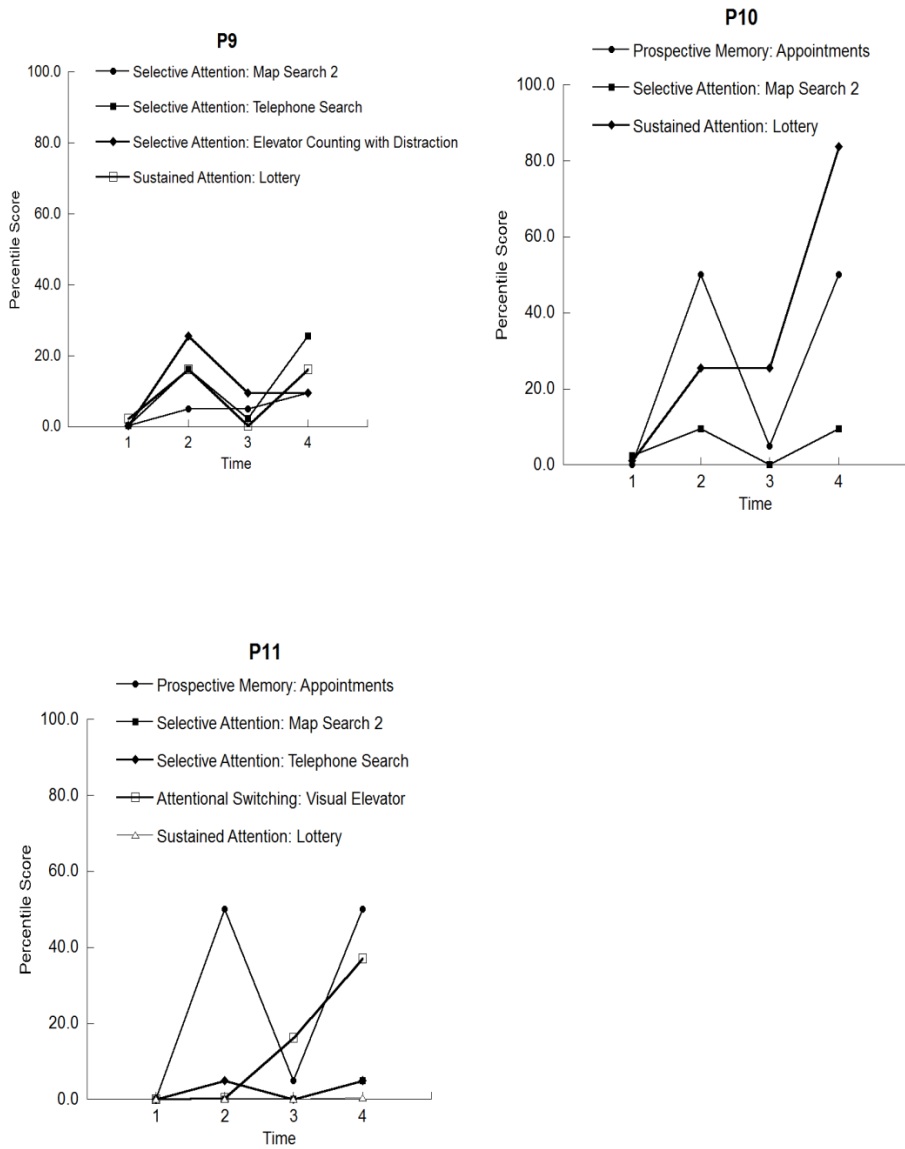 P9
Selective Attention: Map Search 2
Selective Attention: Telephone Search
Selective Attention: Elevator Counting with Distraction
Sustained Attention: Lottery
Percentile Score
100.0
80.0
60.0
40.0
20.0
0.0
1 2 3 4
Time
P10
Prospective Memory: Appointments
Selective Attention: Map Search 2
Sustained Attention: Lottery
Percentile Score
100.0
80.0
60.0
40.0
20.0
0.0
1 2 3 4
Time
P11
Prospective Memory: Appointments
Selective Attention: Map Search 2
Selective Attention: Telephone Search
Attentional Switching: Visual Elevator
Sustained Attention: Lottery
Percentile Score
100.0
80.0
60.0
40.0
20.0
0.0
1 2 3 4
Time